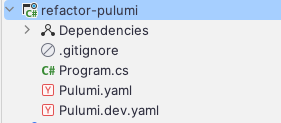 refactor-pulumi
Dependencies
.gitignore
C# Program.cs
Y Pulumi.yaml
Y Pulumi.dev.yaml